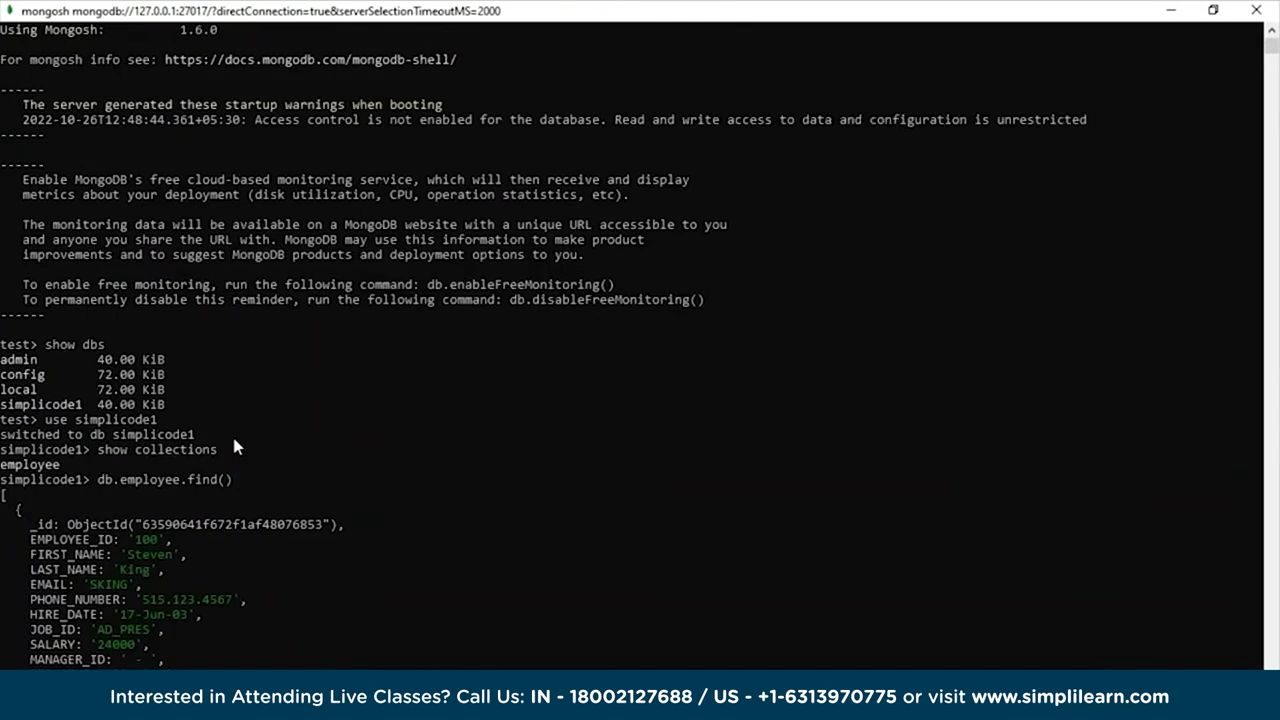 mongosh mongodb://127.0.0.1:27017/?directConnection=true&serverSelectionTimeoutMS=2000
Using Mongosh: 1.6.0
For mongosh info see: https://docs.mongodb.com/mongodb-shell/
------
The server generated these startup warnings when booting
2022-10-26T12:48:44.361+05:30: Access control is not enabled for the database. Read and write access to data and configuration is unrestricted
------
------
Enable MongoDB's free cloud-based monitoring service, which will then receive and display
metrics about your deployment (disk utilization, CPU, operation statistics, etc).
The monitoring data will be available on a MongoDB website with a unique URL accessible to you
and anyone you share the URL with. MongoDB may use this information to make product
improvements and to suggest MongoDB products and deployment options to you.
To enable free monitoring, run the following command: db.enableFreeMonitoring()
To permanently disable this reminder, run the following command: db.disableFreeMonitoring()
------
test> show dbs
admin 40.00 KiB
config 72.00 KiB
local 72.00 KiB
simplicode1 40.00 KiB
test> use simplicode1
switched to db simplicode1
simplicode1> show collections
employee
simplicode1> db.employee.find()
[
{
_id: ObjectId("63590641f672f1af48076853"),
EMPLOYEE_ID: '100',
FIRST_NAME: 'Steven',
LAST_NAME: 'King',
EMAIL: 'SKING',
PHONE_NUMBER: '515.123.4567',
HIRE_DATE: '17-Jun-03',
JOB_ID: 'AD_PRES',
SALARY: '24000',
MANAGER_ID: ' - ',
Interested in Attending Live Classes? Call Us: IN - 18002127688 / US - +1-6313970775 or visit www.simplilearn.com